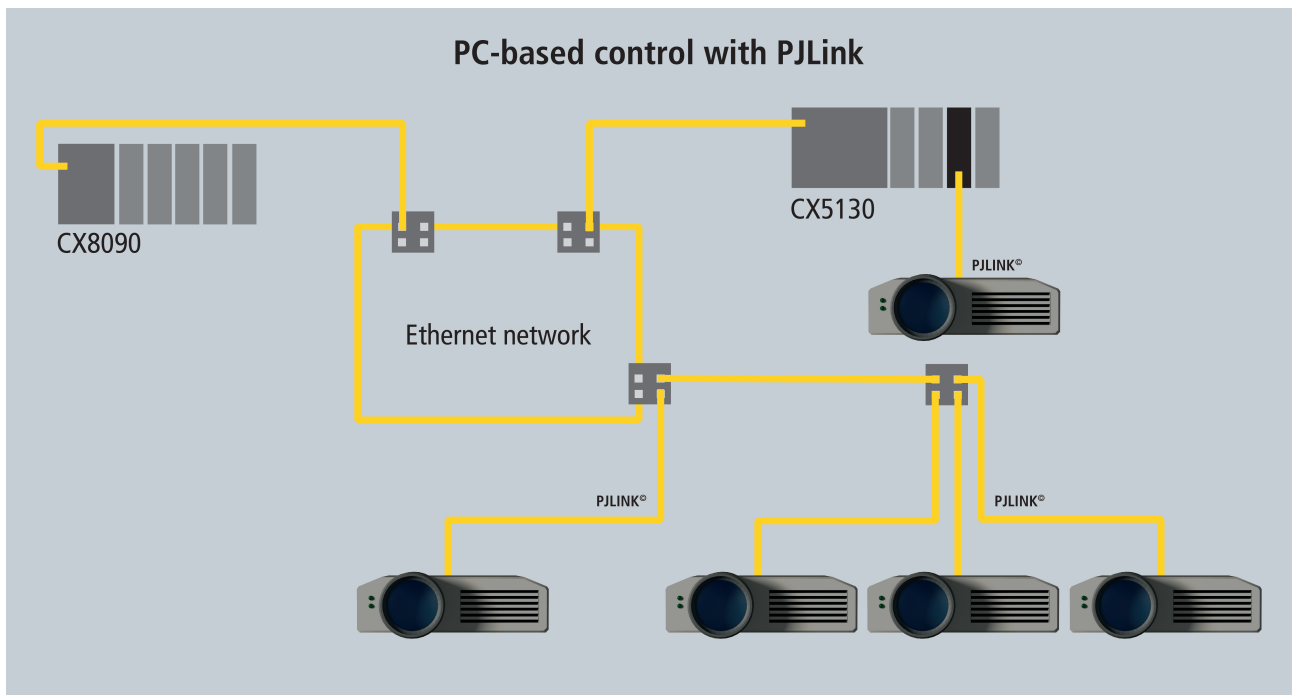 PC-based control with PJLink
CX8090
CX5130
PJLINK©
Ethernet network
PJLINK©
PJLINK©